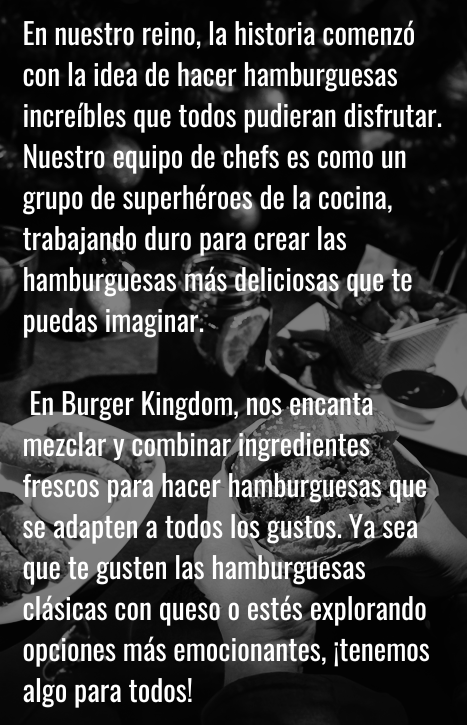 En nuestro reino, la historia comenzó
con la idea de hacer hamburguesas
increíbles que todos pudieran disfrutar.
Nuestro equipo de chefs es como un
grupo de superhéroes de la cocina,
trabajando duro para crear las
hamburguesas más deliciosas que te
puedas imaginar.
En Burger Kingdom, nos encanta
mezclar y combinar ingredientes
frescos para hacer hamburguesas que
se adapten a todos los gustos. Ya sea
que te gusten las hamburguesas
clásicas con queso o estés explorando
opciones más emocionantes, ¡tenemos
algo para todos!